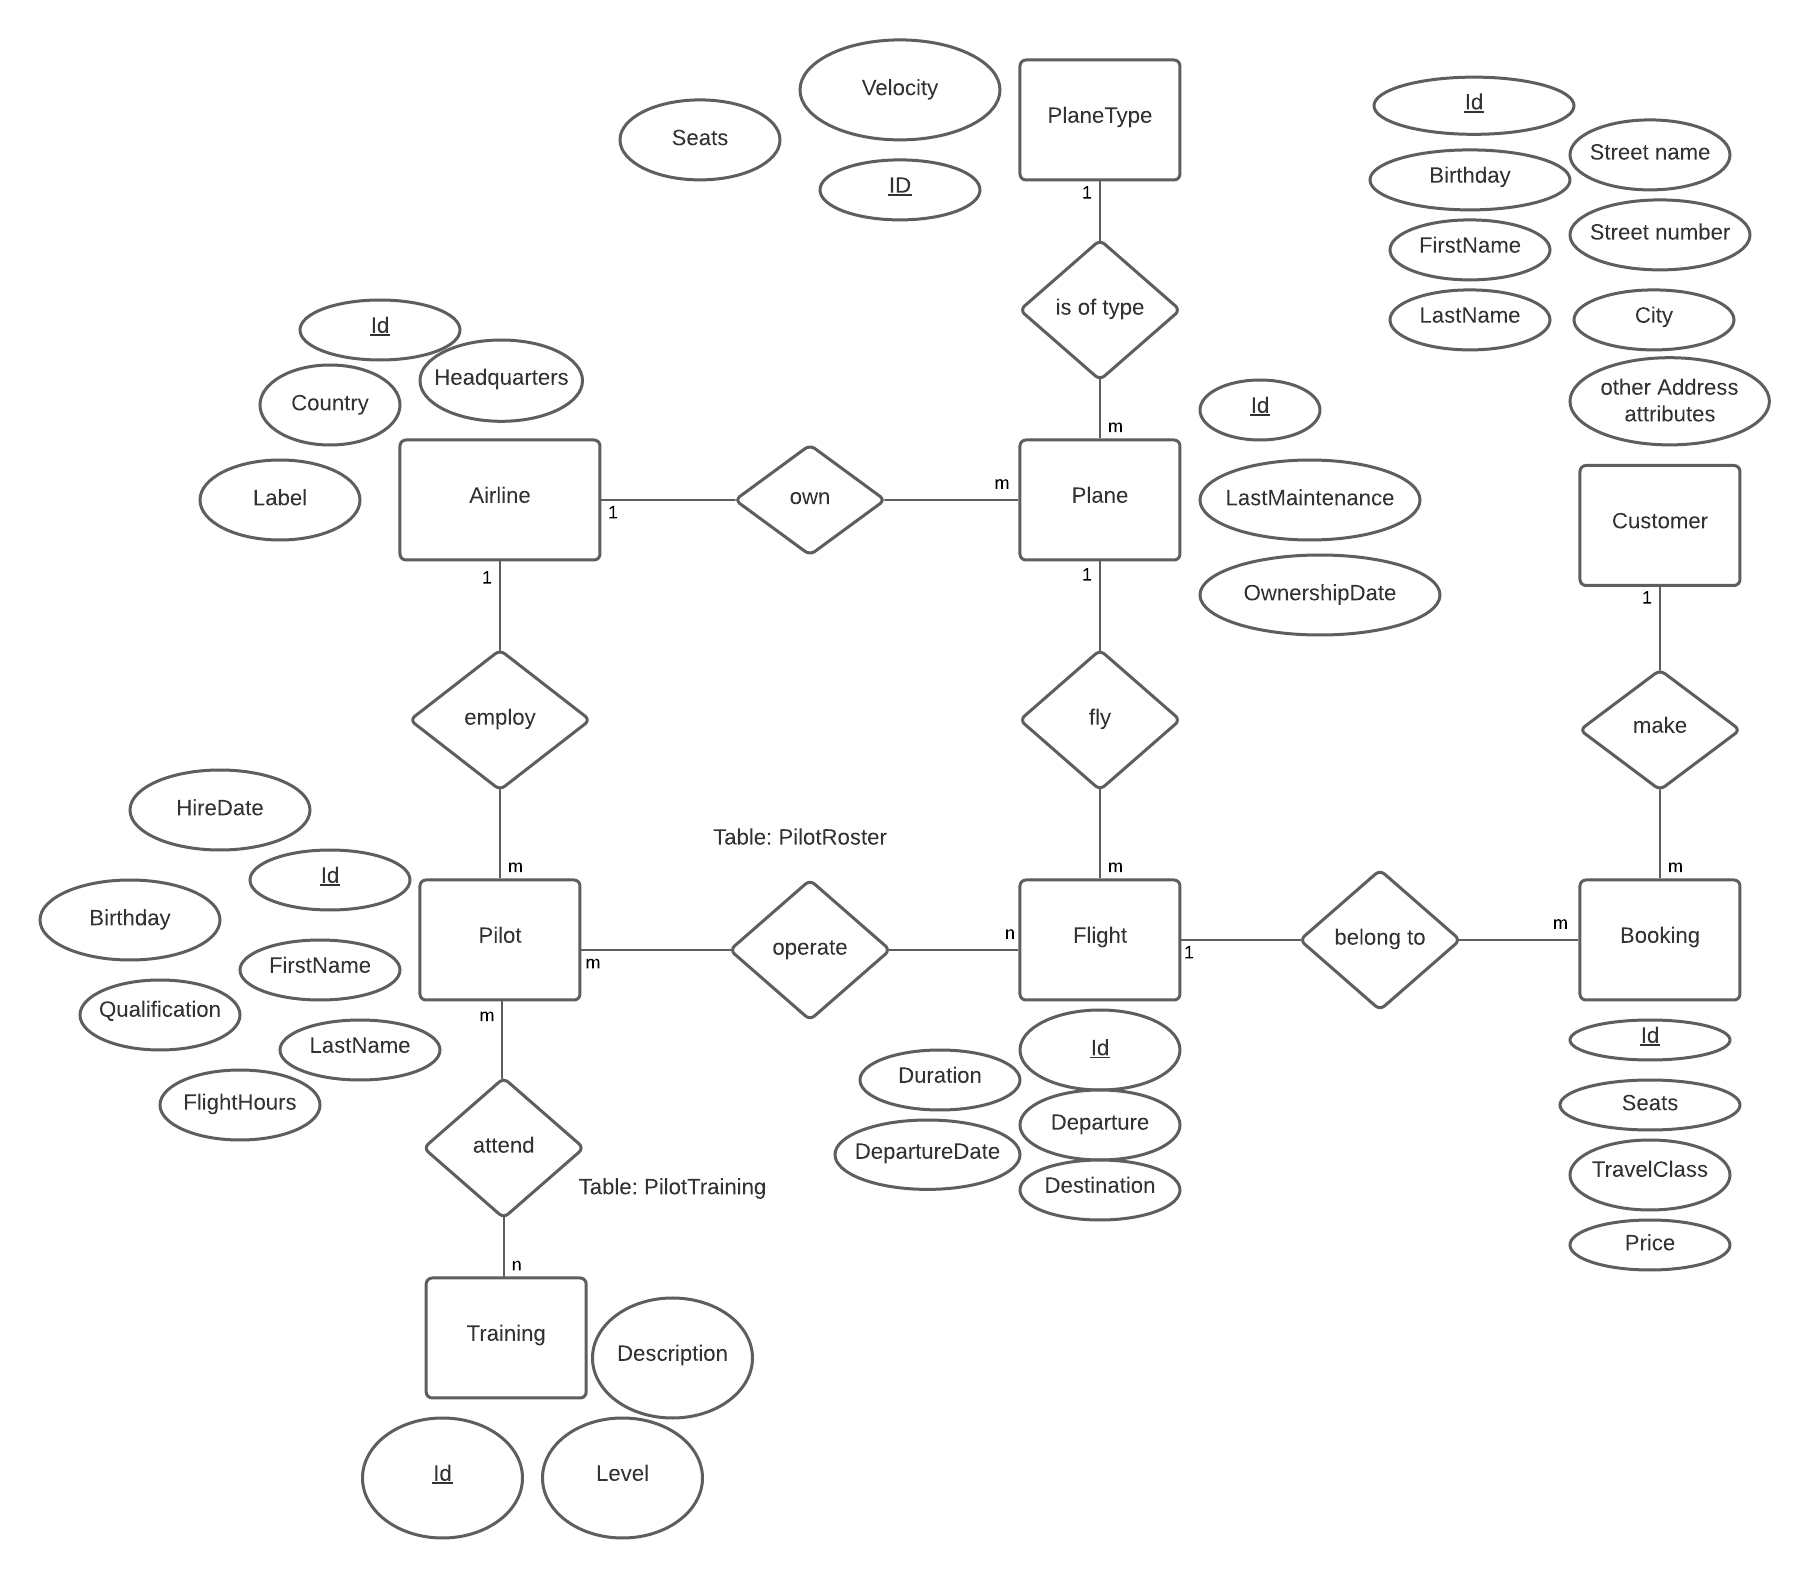 Velocity
Seats
PlaneType
ID
1
Id
Street name
Birthday
Street number
FirstName
LastName
City
other Address
attributes
is of type
Id
Headquarters
Country
Label
Airline
1
own
m
m
Plane
Id
LastMaintenance
OwnershipDate
Customer
1
1
1
employ
fly
make
HireDate
Id
Birthday
FirstName
Qualification
LastName
FlightHours
m
Pilot
m
m
Table: PilotRoster
operate
n
m
Flight
1
belong to
m
m
Booking
attend
Table: PilotTraining
n
Id
Duration
Departure
DepartureDate
Destination
Id
Seats
TravelClass
Price
Training
Description
Id
Level